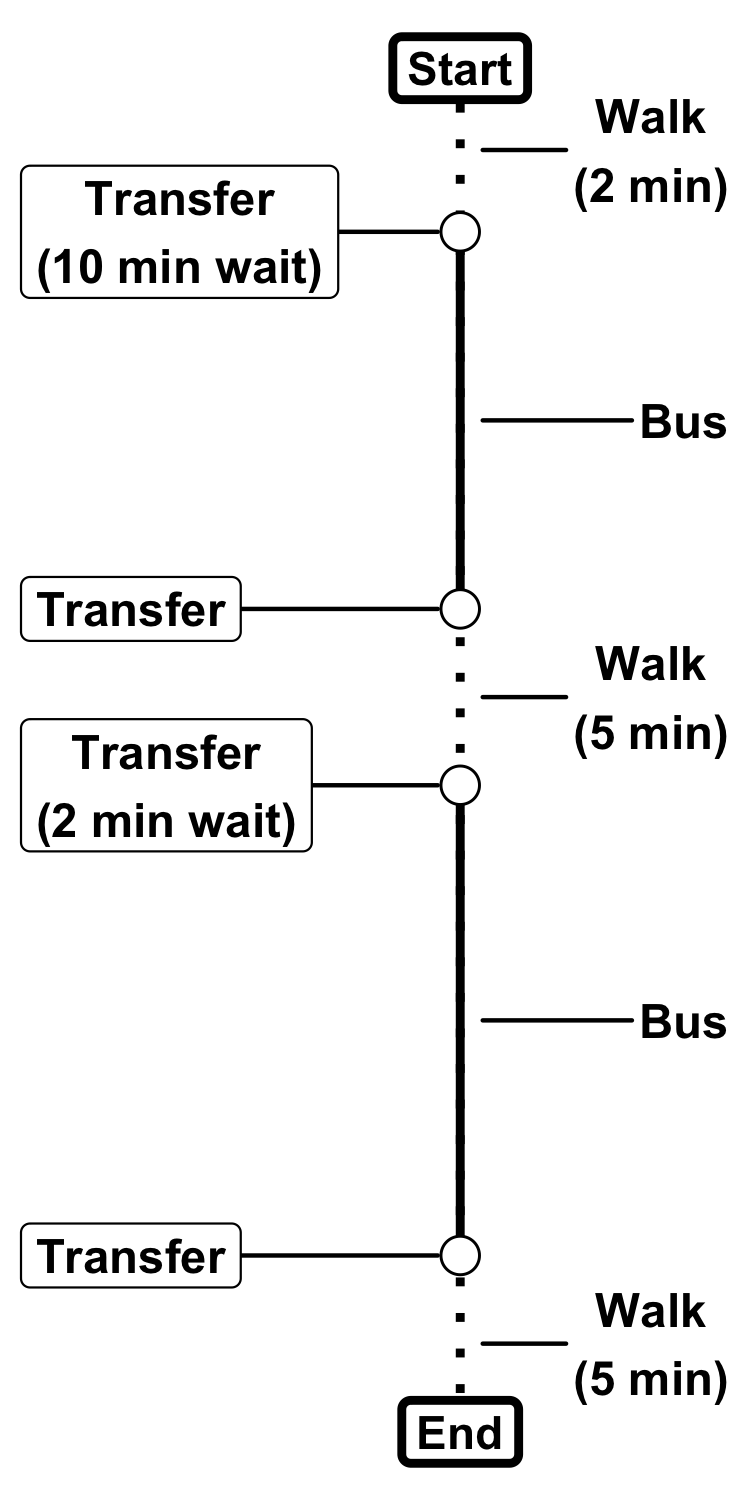 Start
Walk
(2 min)
Transfer
(10 min wait)
Bus
Transfer
Walk
(5 min)
Transfer
(2 min wait)
Bus
Transfer
Walk
(5 min)
End